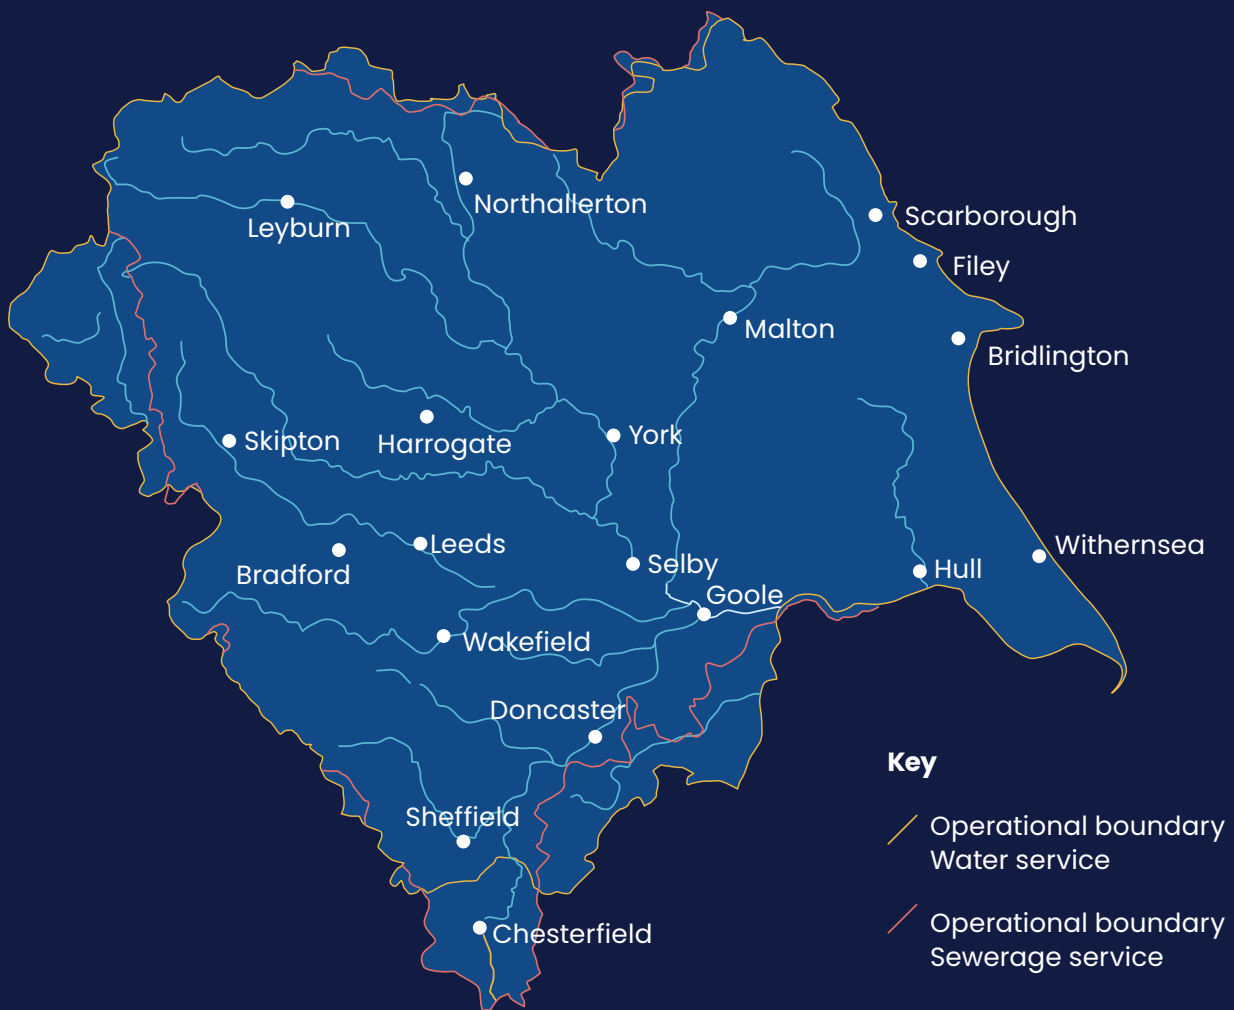 Northallerton
Leyburn
Scarborough
Filey
Malton
Bridlington
Skipton
Harrogate
York
Leeds
Bradford
Selby
Withernsea
Hull
Goole
Wakefield
Doncaster
Sheffield
Chesterfield
Key
Operational boundary
Water service
Operational boundary
Sewerage service